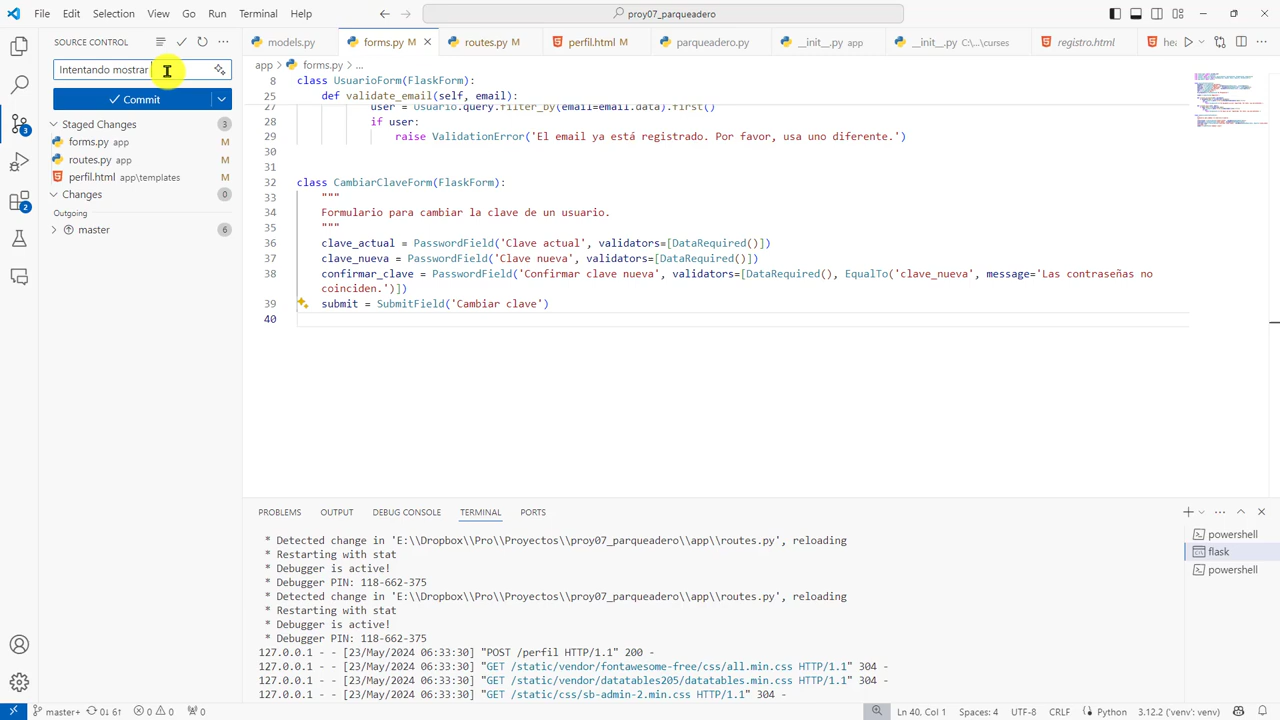 File Edit Selection View Go Run Terminal Help
proy07_parqueadero
SOURCE CONTROL
models.py
forms.py M
routes.py M
perfil.html M
parqueadero.py
__init__.py app
__init__.py C:\...\curses
registro.html
Intentando mostrar
Commit
Staged Changes 3
forms.py app M
routes.py app M
perfil.html app\templates M
Changes 0
Outgoing
master 6
3
2
app > forms.py > ...
8 class UsuarioForm(FlaskForm):
25 def validate_email(self, email):
27 user = Usuario.query.filter_by(email=email.data).first()
28 if user:
29 raise ValidationError('El email ya está registrado. Por favor, usa uno diferente.')
30
31
32 class CambiarClaveForm(FlaskForm):
33 """
34 Formulario para cambiar la clave de un usuario.
35 """
36 clave_actual = PasswordField('Clave actual', validators=[DataRequired()])
37 clave_nueva = PasswordField('Clave nueva', validators=[DataRequired()])
38 confirmar_clave = PasswordField('Confirmar clave nueva', validators=[DataRequired(), EqualTo('clave_nueva', message='Las contraseñas no
coinciden.')])
39 submit = SubmitField('Cambiar clave')
40
PROBLEMS OUTPUT DEBUG CONSOLE TERMINAL PORTS
* Detected change in 'E:\\Dropbox\\Pro\\Proyectos\\proy07_parqueadero\\app\\routes.py', reloading
* Restarting with stat
* Debugger is active!
* Debugger PIN: 118-662-375
* Detected change in 'E:\\Dropbox\\Pro\\Proyectos\\proy07_parqueadero\\app\\routes.py', reloading
* Restarting with stat
* Debugger is active!
* Debugger PIN: 118-662-375
127.0.0.1 - - [23/May/2024 06:33:30] "POST /perfil HTTP/1.1" 200 -
127.0.0.1 - - [23/May/2024 06:33:30] "GET /static/vendor/fontawesome-free/css/all.min.css HTTP/1.1" 304 -
127.0.0.1 - - [23/May/2024 06:33:30] "GET /static/vendor/datatables205/datatables.min.css HTTP/1.1" 304 -
127.0.0.1 - - [23/May/2024 06:33:30] "GET /static/css/sb-admin-2.min.css HTTP/1.1" 304 -
powershell
flask
powershell
master+ 0↓ 6↑ 0 0 0
Ln 40, Col 1 Spaces: 4 UTF-8 CRLF Python 3.12.2 ('venv': venv)